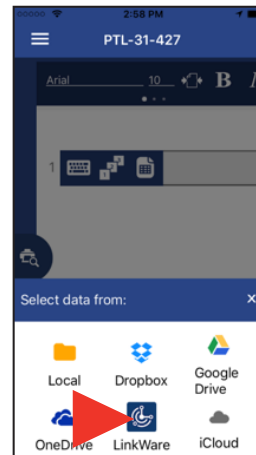 2:58 PM
PTL-31-427
Arial 10 B
1
Select data from: x
Local Dropbox Google Drive
OneDrive LinkWare iCloud